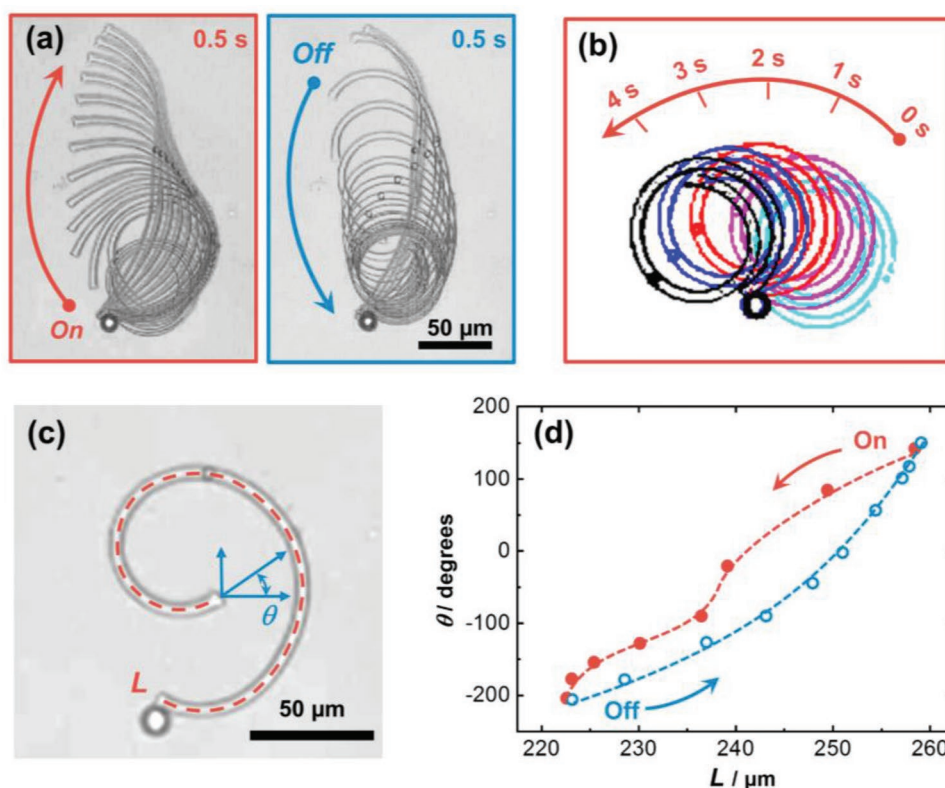 (a)
0.5 s
On
Off
0.5 s
50 µm
(b)
4 s
3 s
2 s
1 s
0 s
(c)
θ
L
50 µm
(d)
On
Off
θ / degrees
200
100
0
-100
-200
220
230
240
250
260
L / µm